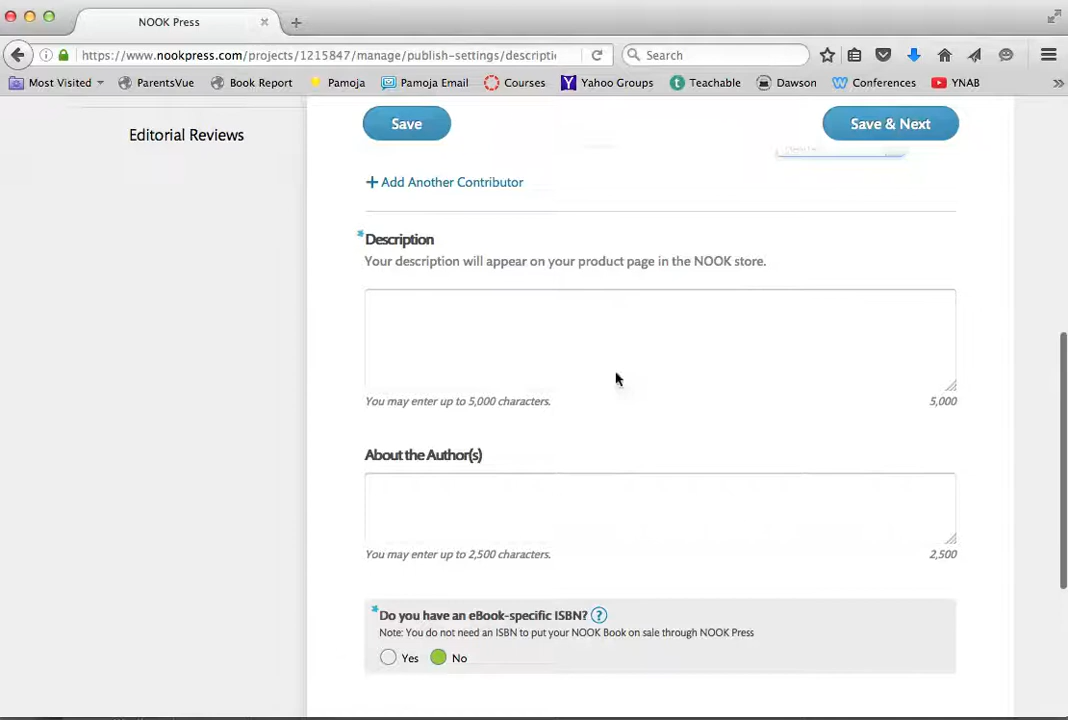 NOOK Press
https://www.nookpress.com/projects/1215847/manage/publish-settings/descripti
Search
Most Visited
ParentsVue
Book Report
Pamoja
Pamoja Email
Courses
Yahoo Groups
Teachable
Dawson
Conferences
YNAB
Editorial Reviews
Save
Save & Next
+ Add Another Contributor
* Description
Your description will appear on your product page in the NOOK store.
You may enter up to 5,000 characters.
5,000
About the Author(s)
You may enter up to 2,500 characters.
2,500
* Do you have an eBook-specific ISBN? ?
Note: You do not need an ISBN to put your NOOK Book on sale through NOOK Press
Yes No